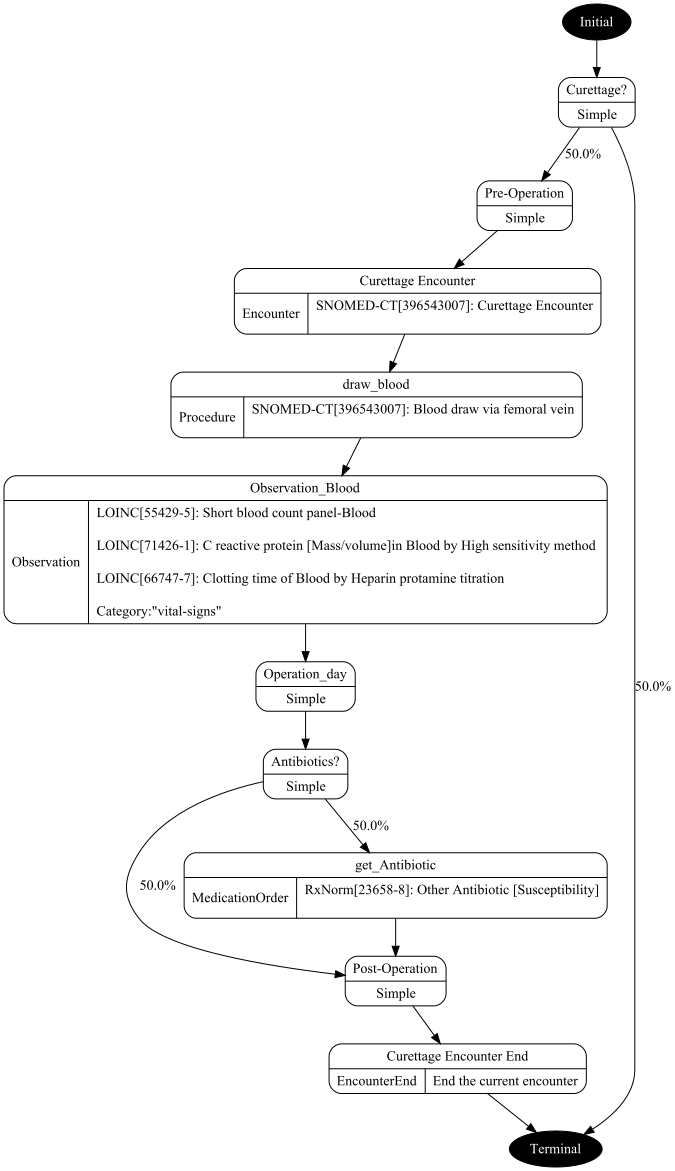 Initial
Curettage?
Simple
50.0%
Pre-Operation
Simple
Curettage Encounter
Encounter
SNOMED-CT[396543007]: Curettage Encounter
draw_blood
Procedure
SNOMED-CT[396543007]: Blood draw via femoral vein
Observation_Blood
Observation
LOINC[55429-5]: Short blood count panel-Blood
LOINC[71426-1]: C reactive protein [Mass/volume]in Blood by High sensitivity method
LOINC[66747-7]: Clotting time of Blood by Heparin protamine titration
Category:"vital-signs"
Operation_day
Simple
50.0%
Antibiotics?
Simple
50.0%
50.0%
get_Antibiotic
MedicationOrder
RxNorm[23658-8]: Other Antibiotic [Susceptibility]
Post-Operation
Simple
Curettage Encounter End
EncounterEnd
End the current encounter
Terminal